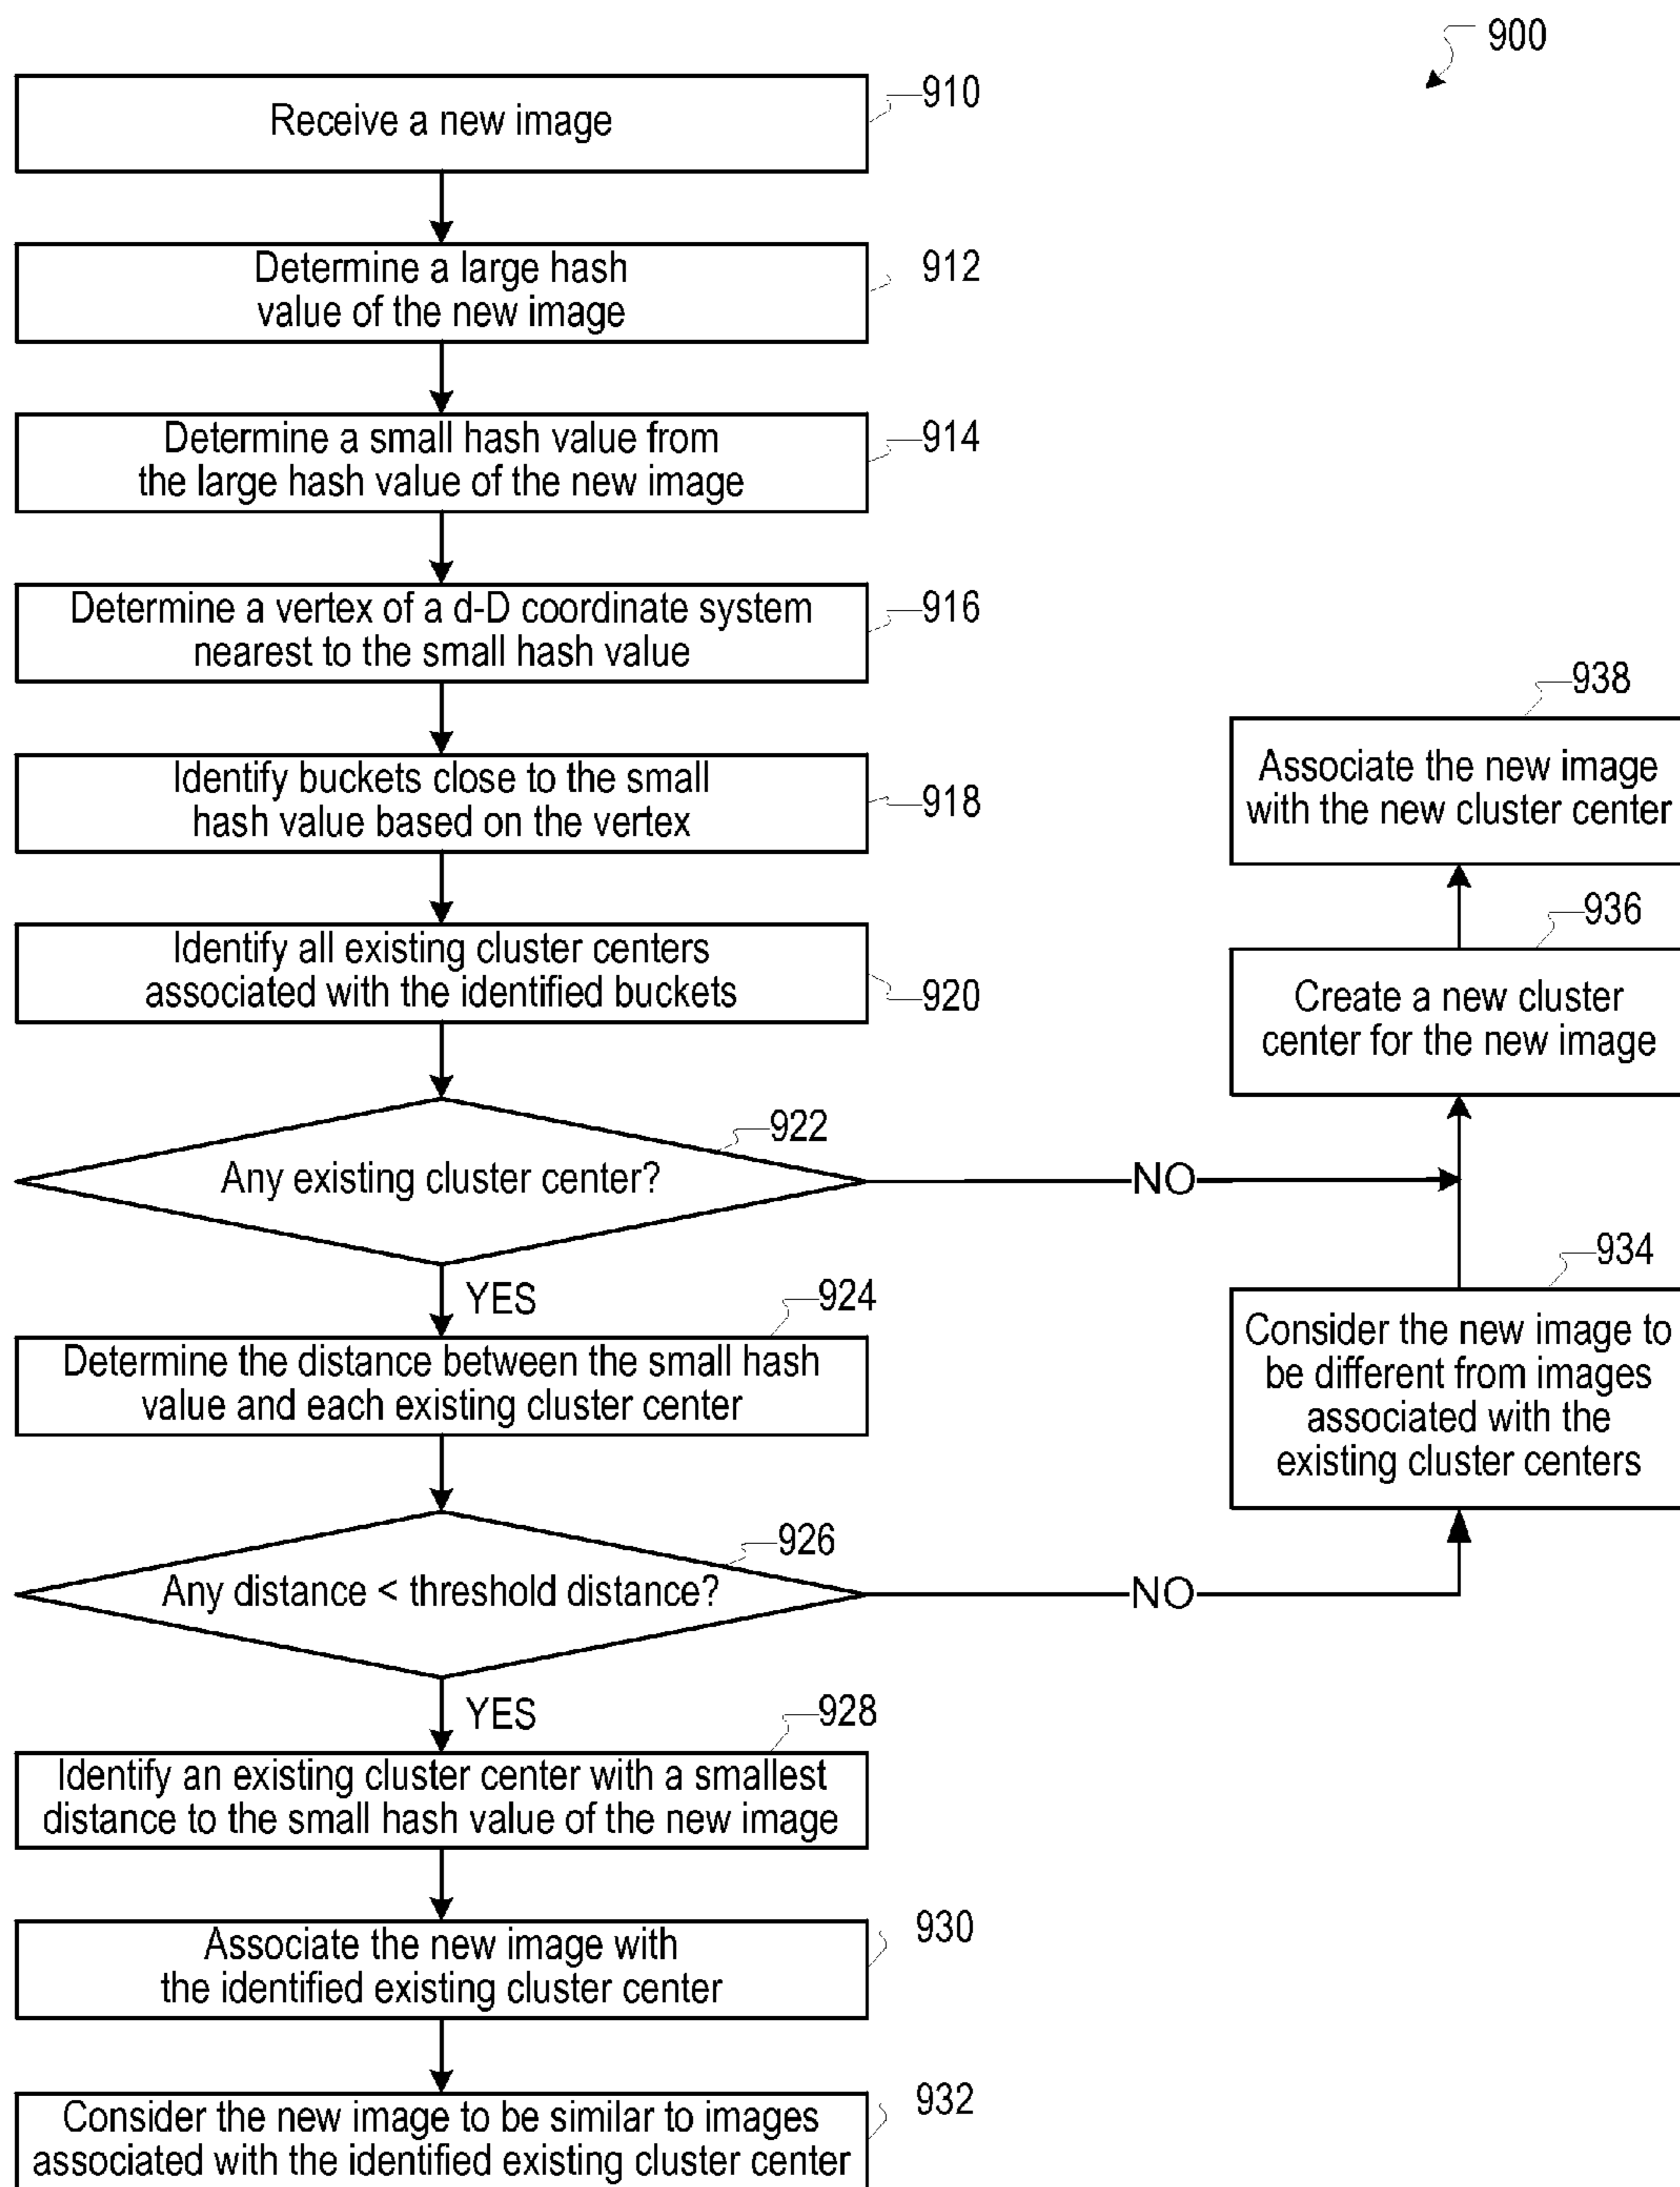 900
Receive a new image
910
Determine a large hash
value of the new image
912
Determine a small hash value from
the large hash value of the new image
914
Determine a vertex of a d-D coordinate system
nearest to the small hash value
916
Identify buckets close to the small
hash value based on the vertex
918
Identify all existing cluster centers
associated with the identified buckets
920
Any existing cluster center?
922
NO
YES
Determine the distance between the small hash
value and each existing cluster center
924
Any distance < threshold distance?
926
NO
YES
Identify an existing cluster center with a smallest
distance to the small hash value of the new image
928
Associate the new image with
the identified existing cluster center
930
Consider the new image to be similar to images
associated with the identified existing cluster center
932
934
Consider the new image to
be different from images
associated with the
existing cluster centers
936
Create a new cluster
center for the new image
938
Associate the new image
with the new cluster center